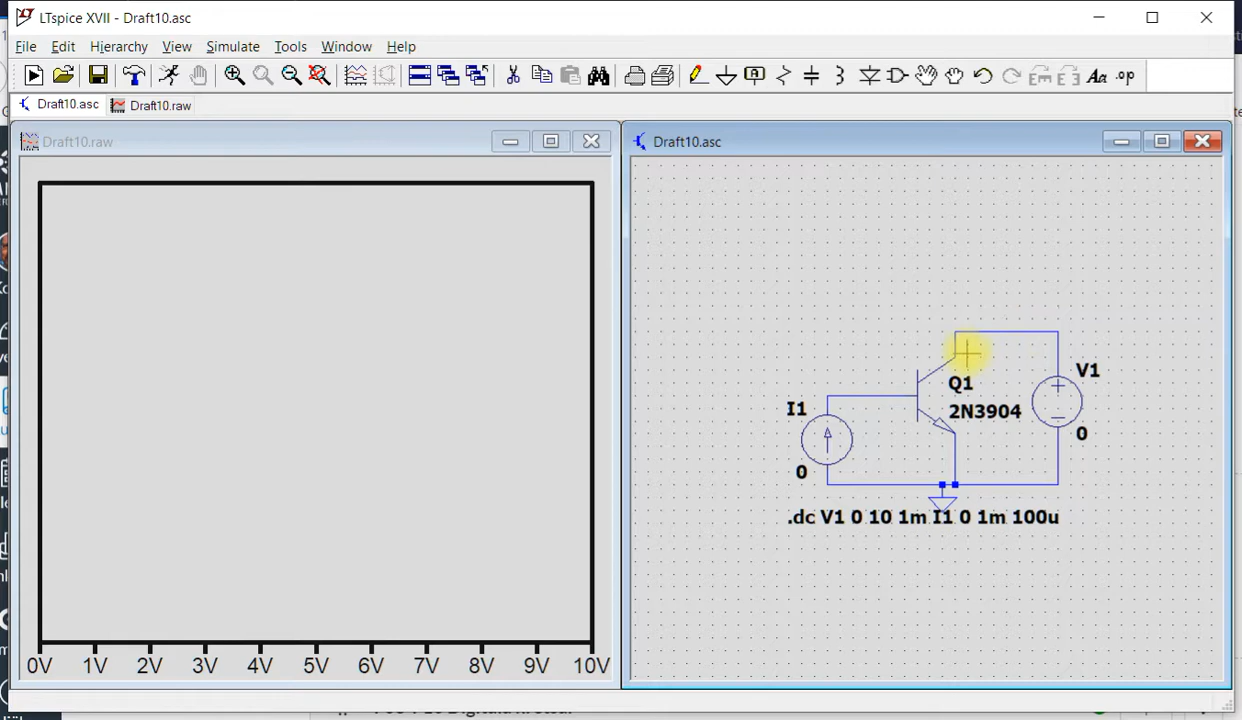 LTspice XVII - Draft10.asc
File Edit Hierarchy View Simulate Tools Window Help
Aa .op
Draft10.asc Draft10.raw
Draft10.raw
0V 1V 2V 3V 4V 5V 6V 7V 8V 9V 10V
Draft10.asc
V1
Q1
I1
2N3904
0
0
.dc V1 0 10 1m I1 0 1m 100u